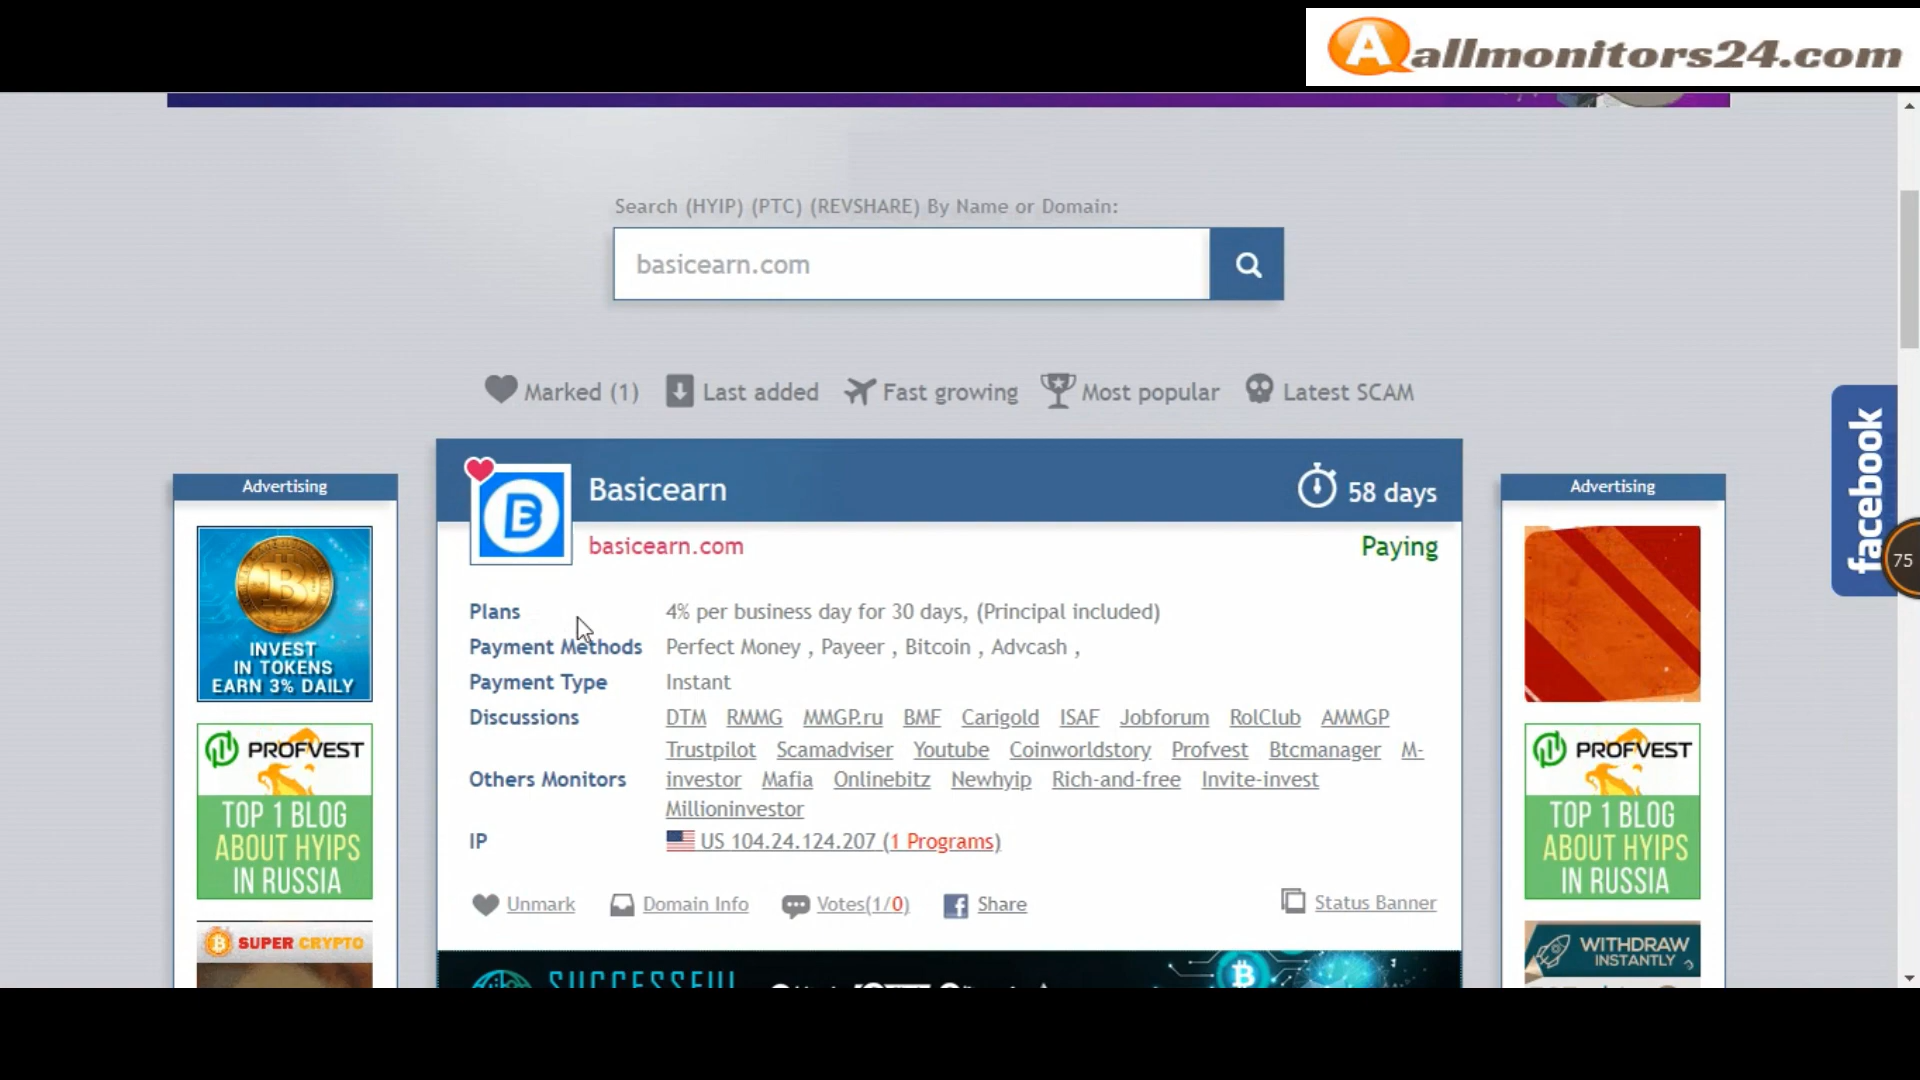 allmonitors24.com
Search (HYIP) (PTC) (REVSHARE) By Name or Domain:
basicearn.com
Marked (1)
Last added
Fast growing
Most popular
Latest SCAM
facebook
75
Advertising
INVEST
IN TOKENS
EARN 3% DAILY
PROFVEST
TOP 1 BLOG
ABOUT HYIPS
IN RUSSIA
SUPER CRYPTO
Basicearn
58 days
basicearn.com
Paying
Plans 4% per business day for 30 days, (Principal included)
Payment Methods Perfect Money , Payeer , Bitcoin , Advcash ,
Payment Type Instant
Discussions DTM RMMG MMGP.ru BMF Carigold ISAF Jobforum RolClub AMMGP
Trustpilot Scamadviser Youtube Coinworldstory Profvest Btcmanager M-
Others Monitors investor Mafia Onlinebitz Newhyip Rich-and-free Invite-invest
Millioninvestor
IP US 104.24.124.207 (1 Programs)
Unmark Domain Info Votes(1/0) Share Status Banner
SUCCESSFUL
Advertising
PROFVEST
TOP 1 BLOG
ABOUT HYIPS
IN RUSSIA
WITHDRAW
INSTANTLY